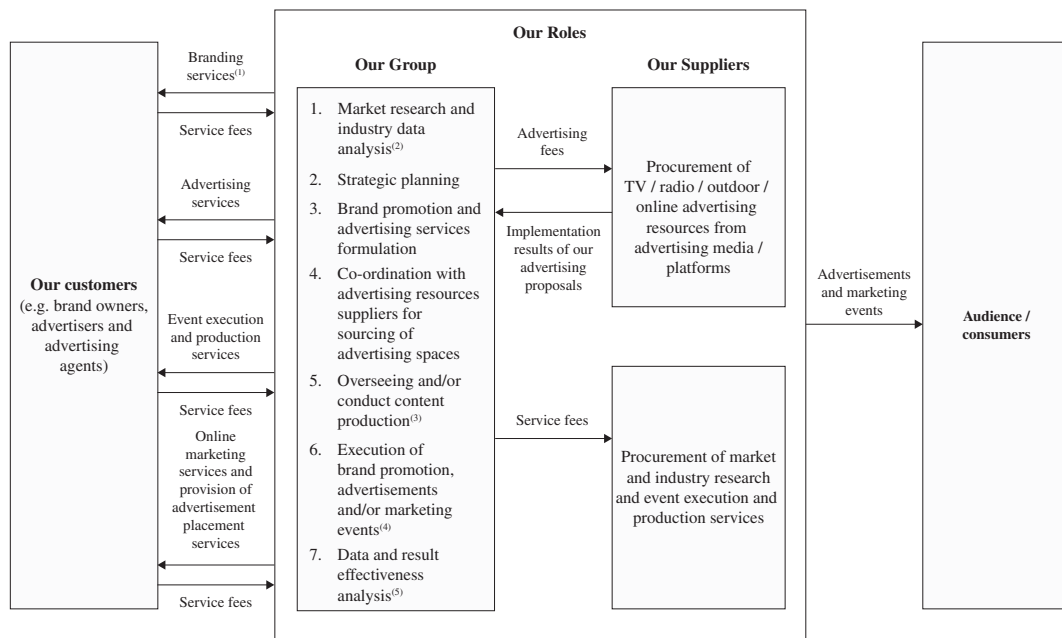 Our Roles
Branding
services(1)
Service fees
Advertising
services
Service fees
Our customers
(e.g. brand owners,
advertisers and
advertising
agents)
Event execution
and production
services
Service fees
Online
marketing
services and
provision of
advertisement
placement
services
Service fees
Our Group
1. Market research and
industry data
analysis(2)
2. Strategic planning
3. Brand promotion and
advertising services
formulation
4. Co-ordination with
advertising resources
suppliers for
sourcing of
advertising spaces
5. Overseeing and/or
conduct content
production(3)
6. Execution of
brand promotion,
advertisements
and/or marketing
events(4)
7. Data and result
effectiveness
analysis(5)
Advertising
fees
Implementation
results of our
advertising
proposals
Service fees
Our Suppliers
Procurement of
TV / radio / outdoor /
online advertising
resources from
advertising media /
platforms
Procurement of market
and industry research
and event execution and
production services
Advertisements
and marketing
events
Audience /
consumers